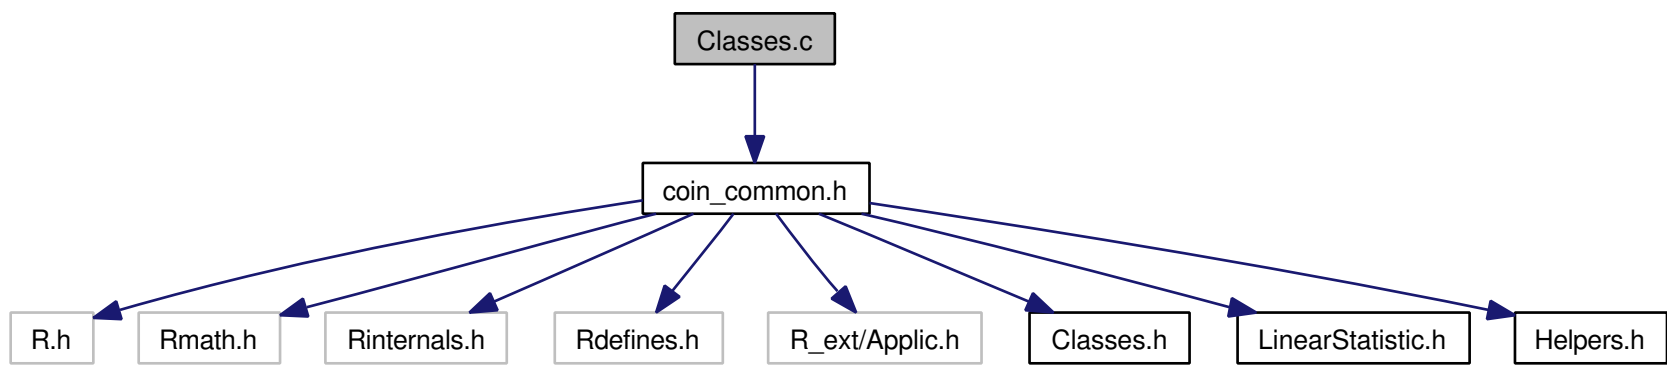 Classes.c
coin_common.h
R.h
Rmath.h
Rinternals.h
Rdefines.h
R_ext/Applic.h
Classes.h
LinearStatistic.h
Helpers.h